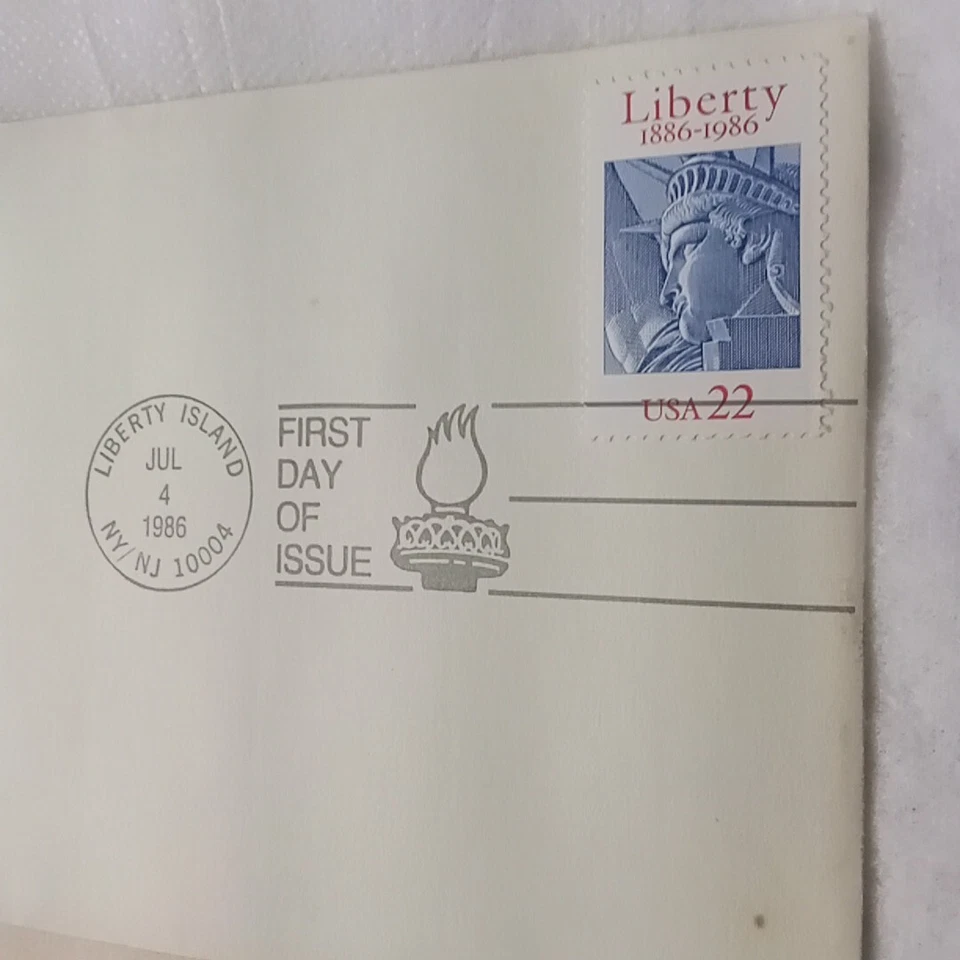 Liberty
1886-1986
USA 22
LIBERTY ISLAND
JUL
4
1986
NY/NJ 10004
FIRST
DAY
OF
ISSUE